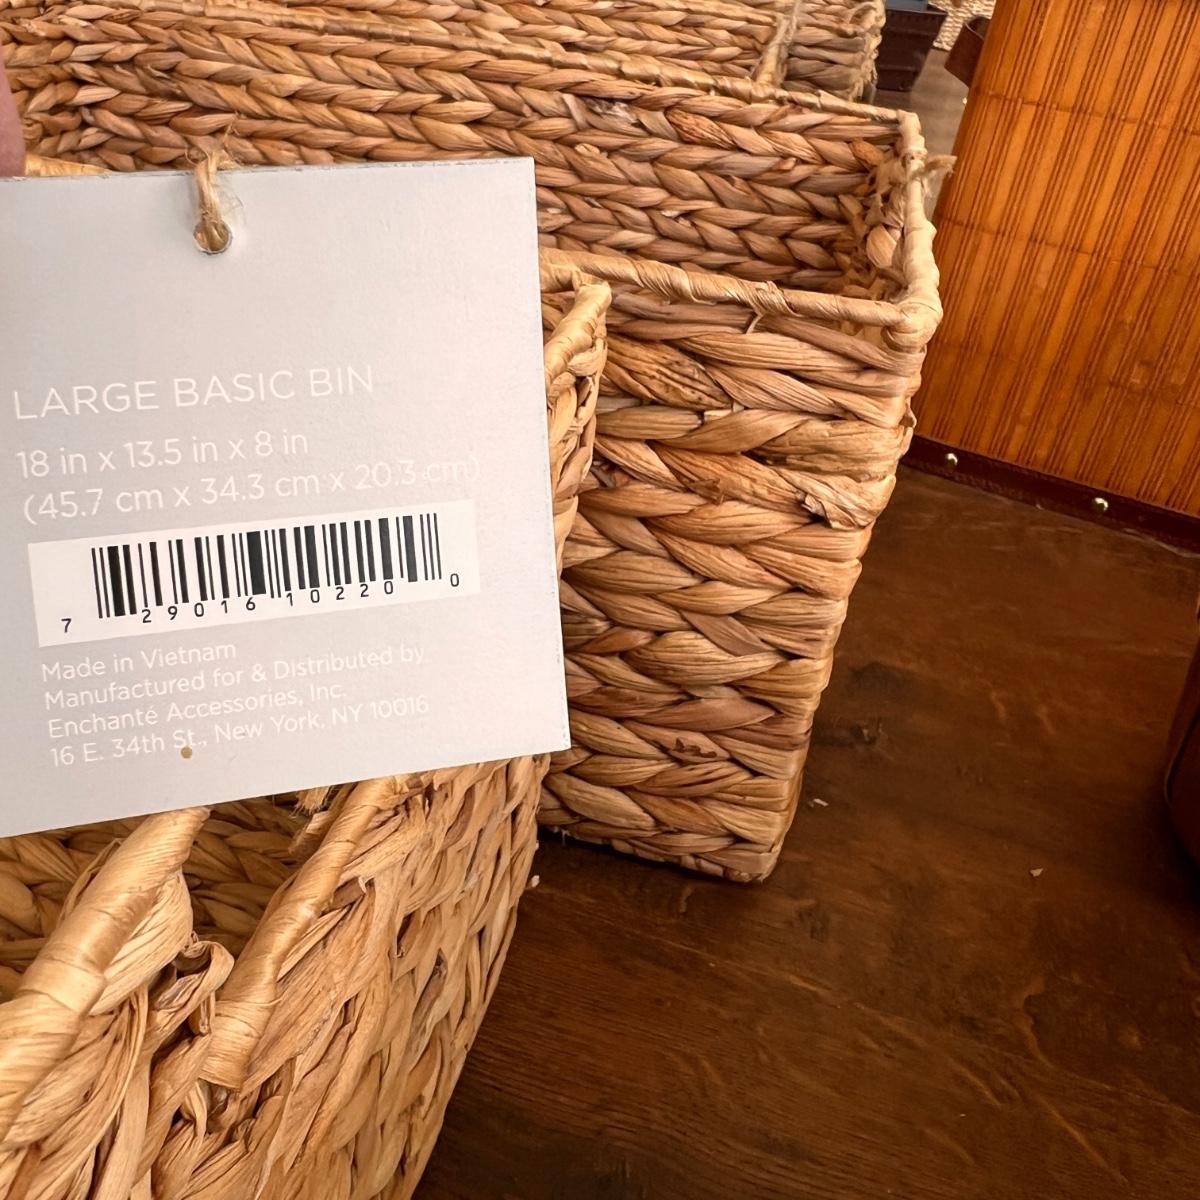 LARGE BASIC BIN
18 in x 13.5 in x 8 in
(45.7 cm x 34.3 cm x 20.3 cm)
7 29016 10220 0
Made in Vietnam
Manufactured for & Distributed by
Enchanté Accessories, Inc.
16 E. 34th St., New York, NY 10016